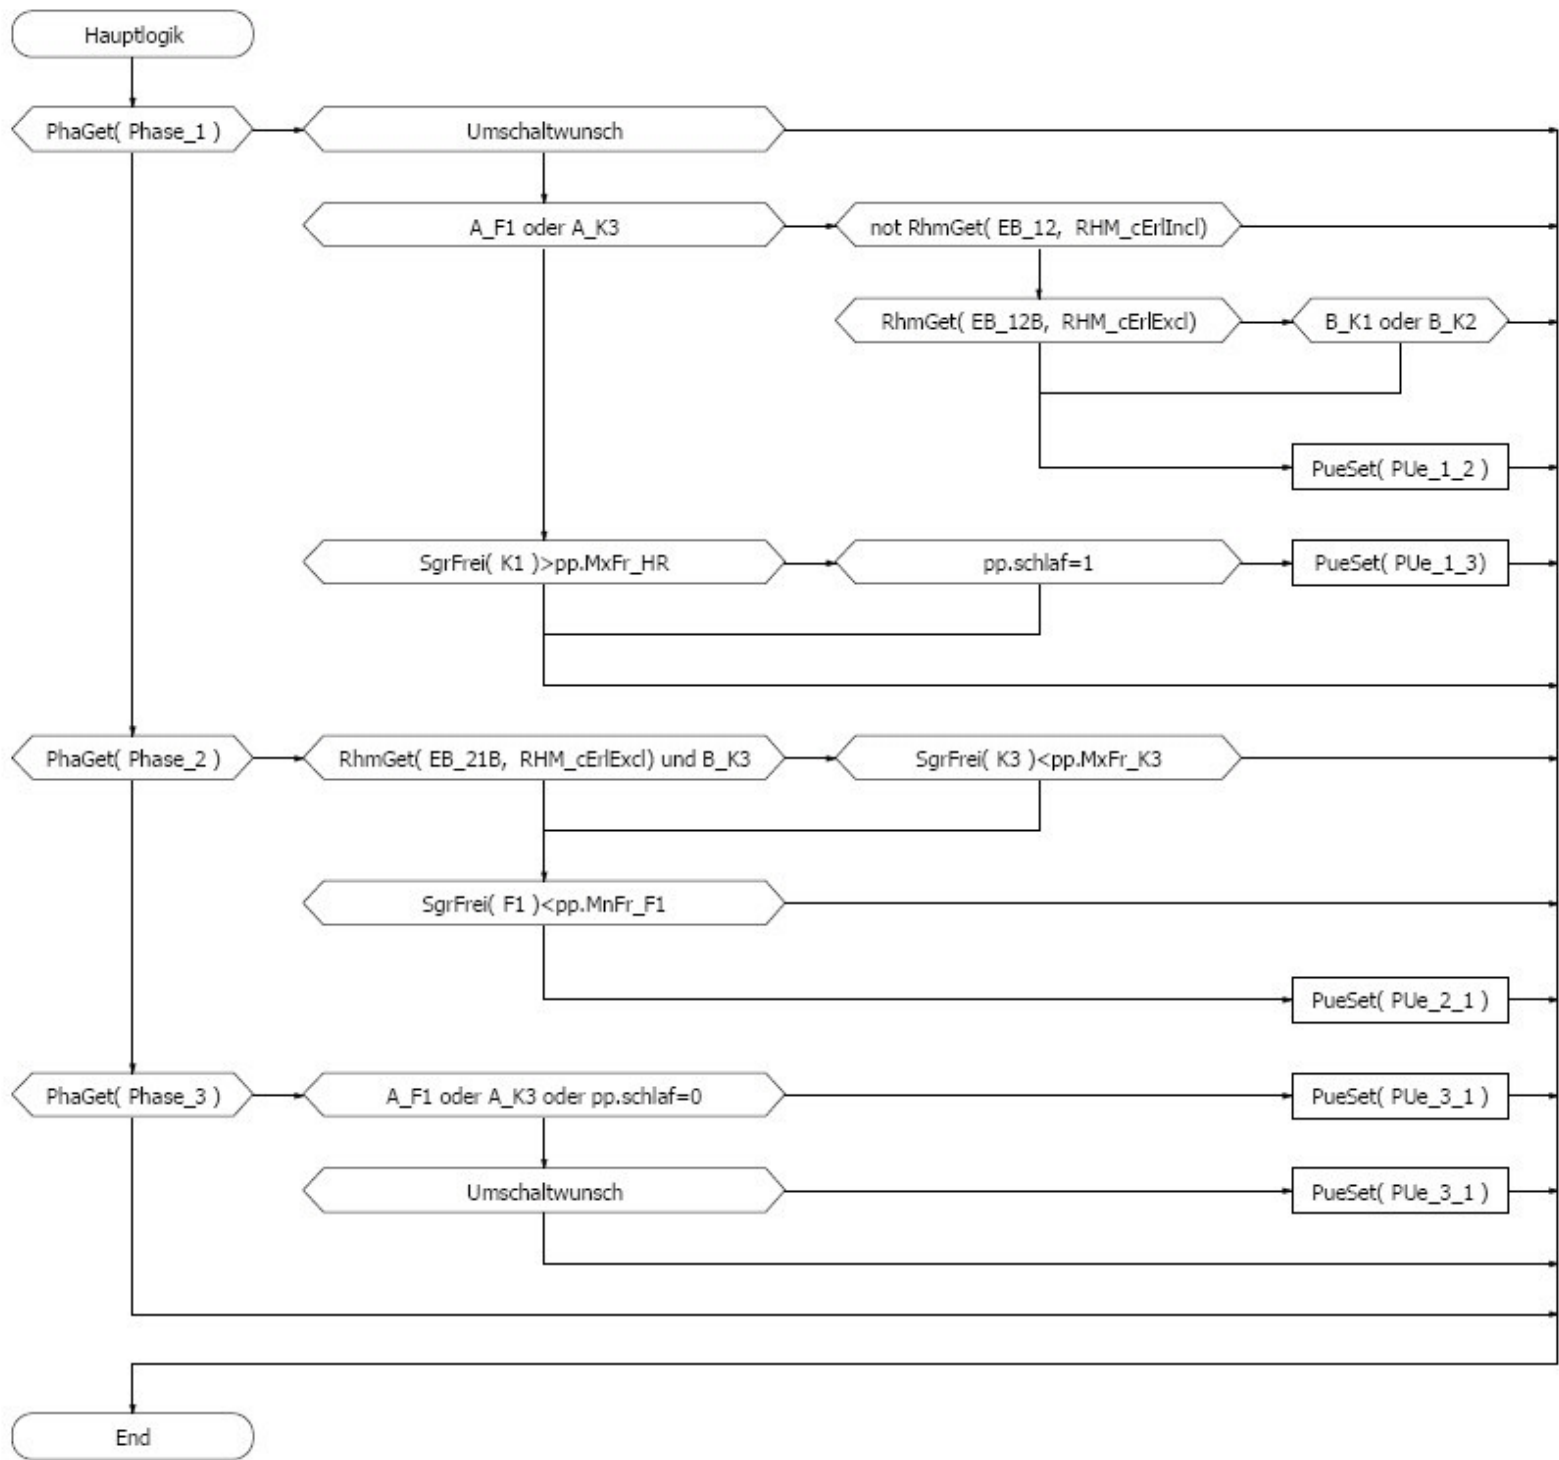 Hauptlogik
PhaGet( Phase_1 )
Umschaltwunsch
A_F1 oder A_K3
not RhmGet( EB_12,  RHM_cErlIncl)
RhmGet( EB_12B,  RHM_cErlExcl)
B_K1 oder B_K2
PueSet( PUe_1_2 )
SgrFrei( K1 )>pp.MxFr_HR
pp.schlaf=1
PueSet( PUe_1_3)
PhaGet( Phase_2 )
RhmGet( EB_21B,  RHM_cErlExcl) und B_K3
SgrFrei( K3 )<pp.MxFr_K3
SgrFrei( F1 )<pp.MnFr_F1
PueSet( PUe_2_1 )
PhaGet( Phase_3 )
A_F1 oder A_K3 oder pp.schlaf=0
PueSet( PUe_3_1 )
Umschaltwunsch
PueSet( PUe_3_1 )
End